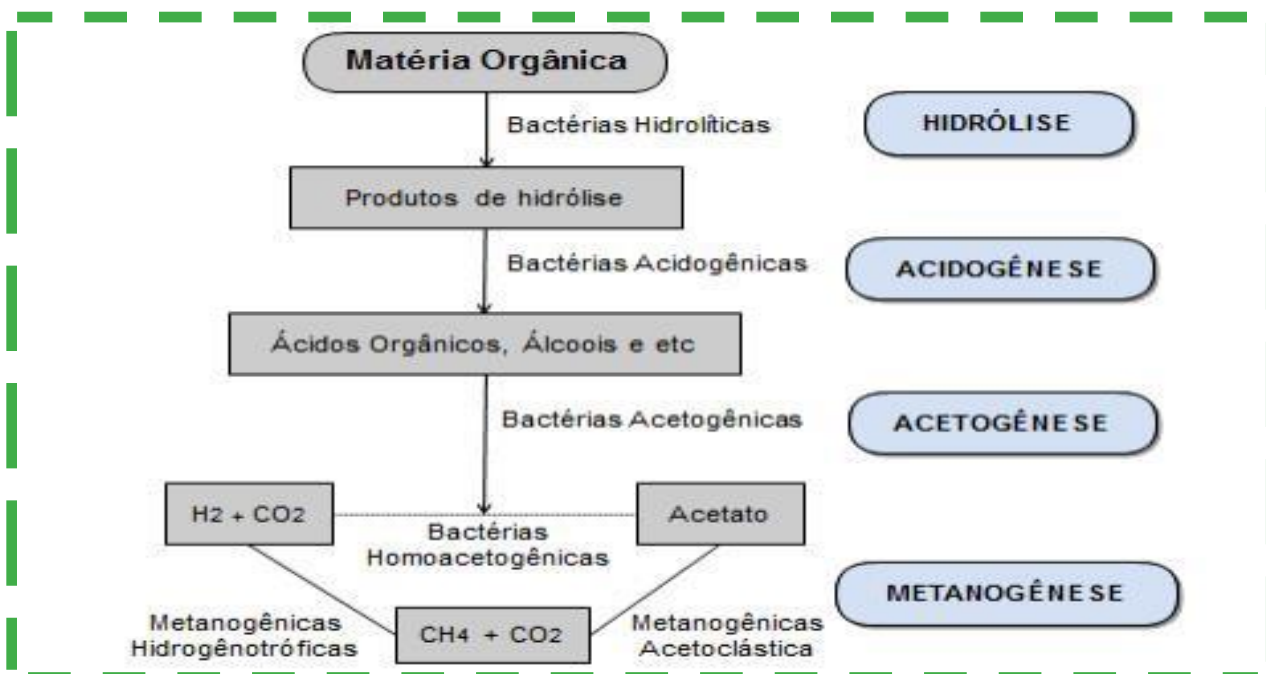 Matéria Orgânica
Bactérias Hidrolíticas
HIDRÓLISE
Produtos de hidrólise
Bactérias Acidogênicas
ACIDOGÊNESE
Ácidos Orgânicos, Álcoois e etc
Bactérias Acetogênicas
ACETOGÊNESE
H2 + CO2
Acetato
Bactérias
Homoacetogênicas
METANOGÊNESE
Metanogênicas
Hidrogênotróficas
CH4 + CO2
Metanogênicas
Acetoclástica